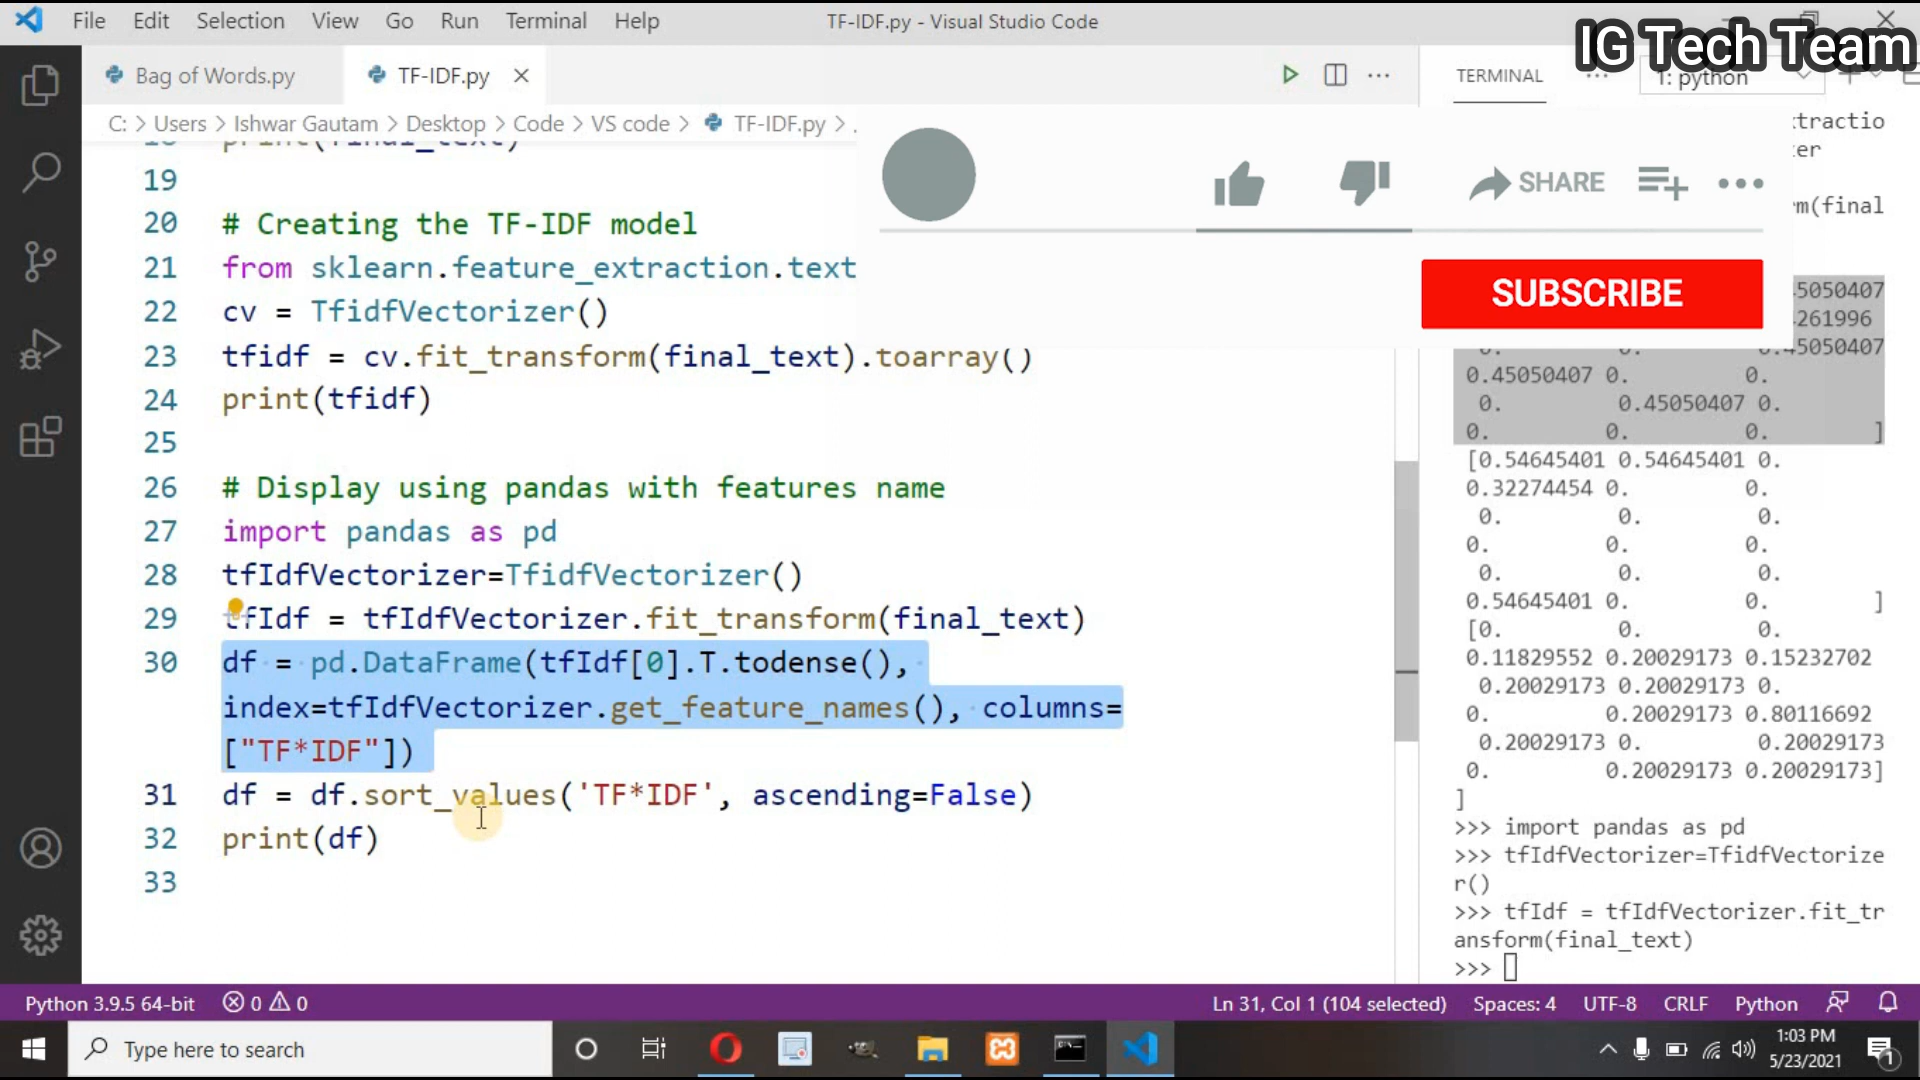 File Edit Selection View Go Run Terminal Help
TF-IDF.py - Visual Studio Code
IG Tech Team
Bag of Words.py
TF-IDF.py
C: > Users > Ishwar Gautam > Desktop > Code > VS code > TF-IDF.py >
18 print(final_text)
19
20 # Creating the TF-IDF model
21 from sklearn.feature_extraction.text
22 cv = TfidfVectorizer()
23 tfidf = cv.fit_transform(final_text).toarray()
24 print(tfidf)
25
26 # Display using pandas with features name
27 import pandas as pd
28 tfIdfVectorizer=TfidfVectorizer()
29 tfIdf = tfIdfVectorizer.fit_transform(final_text)
30 df = pd.DataFrame(tfIdf[0].T.todense(),
index=tfIdfVectorizer.get_feature_names(), columns=
["TF*IDF"])
31 df = df.sort_values('TF*IDF', ascending=False)
32 print(df)
33
SHARE
SUBSCRIBE
TERMINAL
1: python
0. 0. 0.45050407
0.45050407 0. 0.
0. 0.45050407 0.
0. 0. 0. ]
[0.54645401 0.54645401 0.
0.32274454 0. 0.
0. 0. 0.
0. 0. 0.
0. 0. 0.
0.54645401 0. 0. ]
[0. 0. 0.
0.11829552 0.20029173 0.15232702
0.20029173 0.20029173 0.
0. 0.20029173 0.80116692
0.20029173 0. 0.20029173
0. 0.20029173 0.20029173]
]
>>> import pandas as pd
>>> tfIdfVectorizer=TfidfVectorize
r()
>>> tfIdf = tfIdfVectorizer.fit_tr
ansform(final_text)
>>>
Python 3.9.5 64-bit 0 0
Ln 31, Col 1 (104 selected) Spaces: 4 UTF-8 CRLF Python
Type here to search
1:03 PM
5/23/2021
1